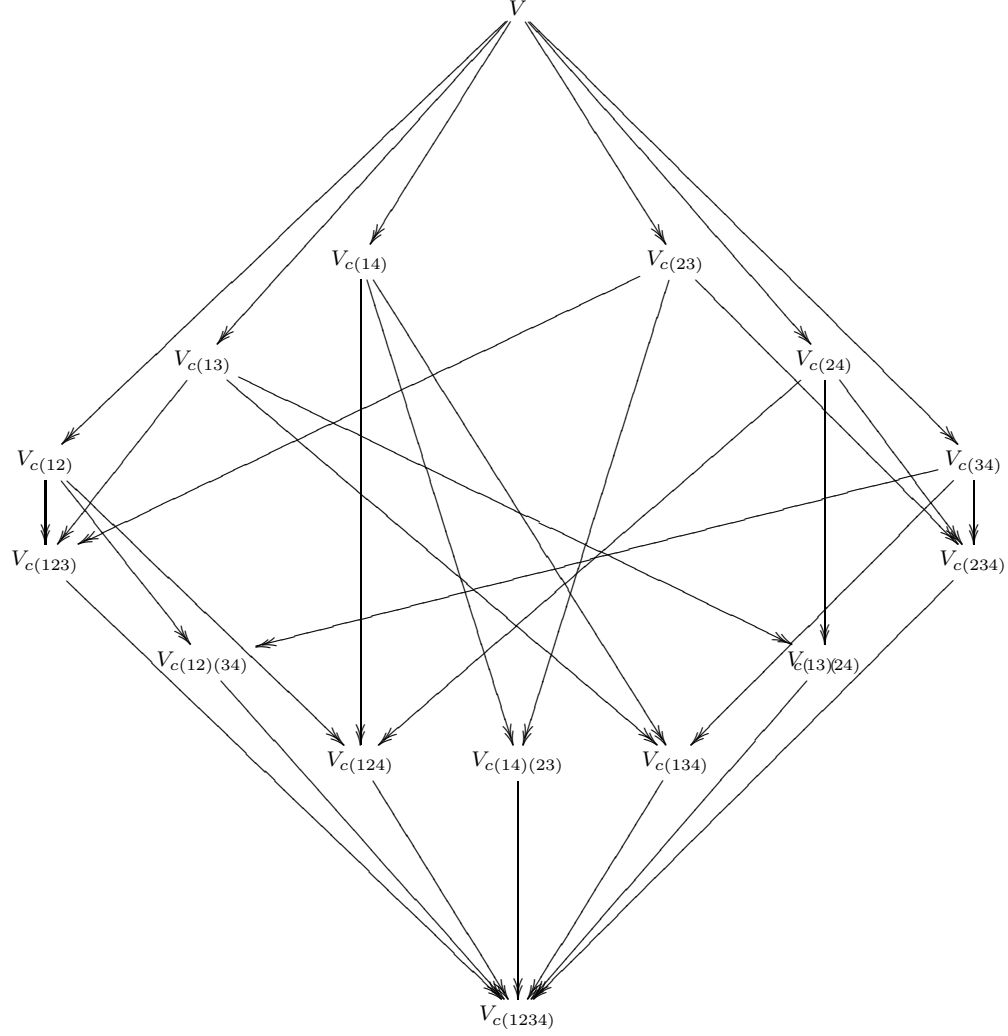 V
V_{c(14)} V_{c(23)}
V_{c(13)} V_{c(24)}
V_{c(12)} V_{c(34)}
V_{c(123)} V_{c(234)}
V_{c(12)(34)} V_{c(13)(24)}
V_{c(124)} V_{c(14)(23)} V_{c(134)}
V_{c(1234)}